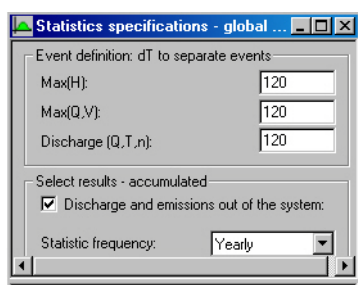 Statistics specifications - global ...
Event definition: dT to separate events
Max(H): 120
Max(Q,V): 120
Discharge (Q,T,n): 120
Select results - accumulated
Discharge and emissions out of the system:
Statistic frequency: Yearly